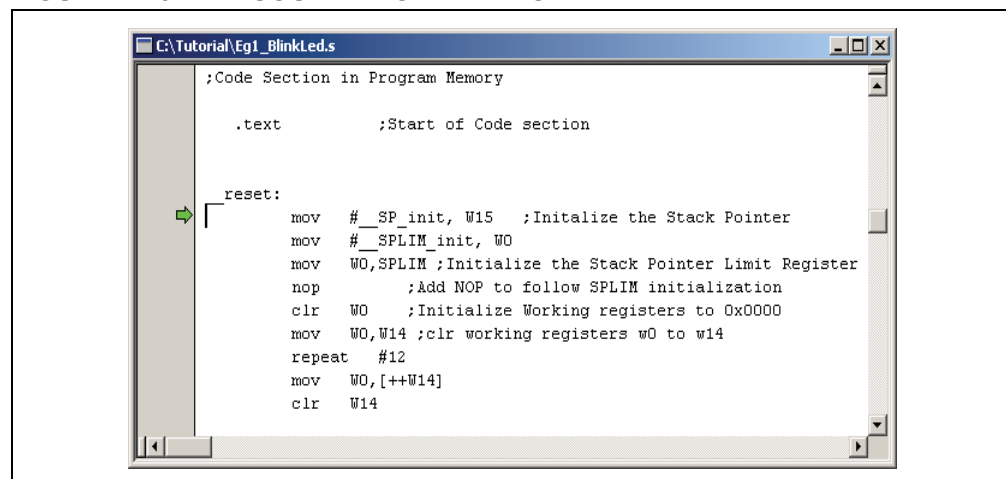 C:\Tutorial\Eg1_BlinkLed.s
;Code Section in Program Memory
.text ;Start of Code section
__reset:
mov #__SP_init, W15 ;Initalize the Stack Pointer
mov #__SPLIM_init, W0
mov W0,SPLIM ;Initialize the Stack Pointer Limit Register
nop ;Add NOP to follow SPLIM initialization
clr W0 ;Initialize Working registers to 0x0000
mov W0,W14 ;clr working registers w0 to w14
repeat #12
mov W0,[++W14]
clr W14